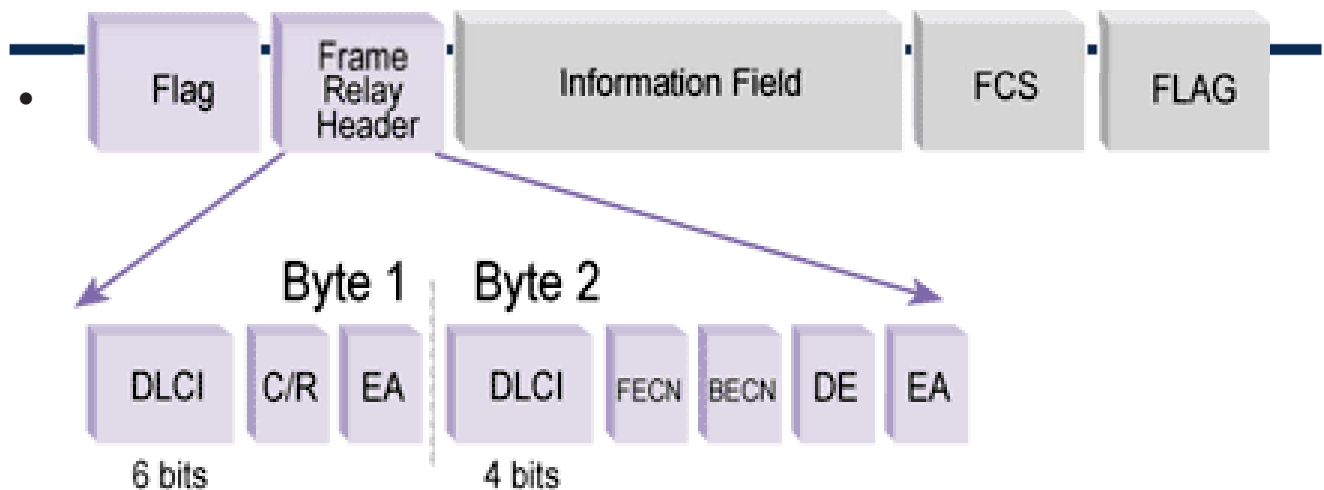 Flag
Frame
Relay
Header
Information Field
FCS
FLAG
Byte 1
Byte 2
DLCI
C/R
EA
DLCI
FECN
BECN
DE
EA
6 bits
4 bits